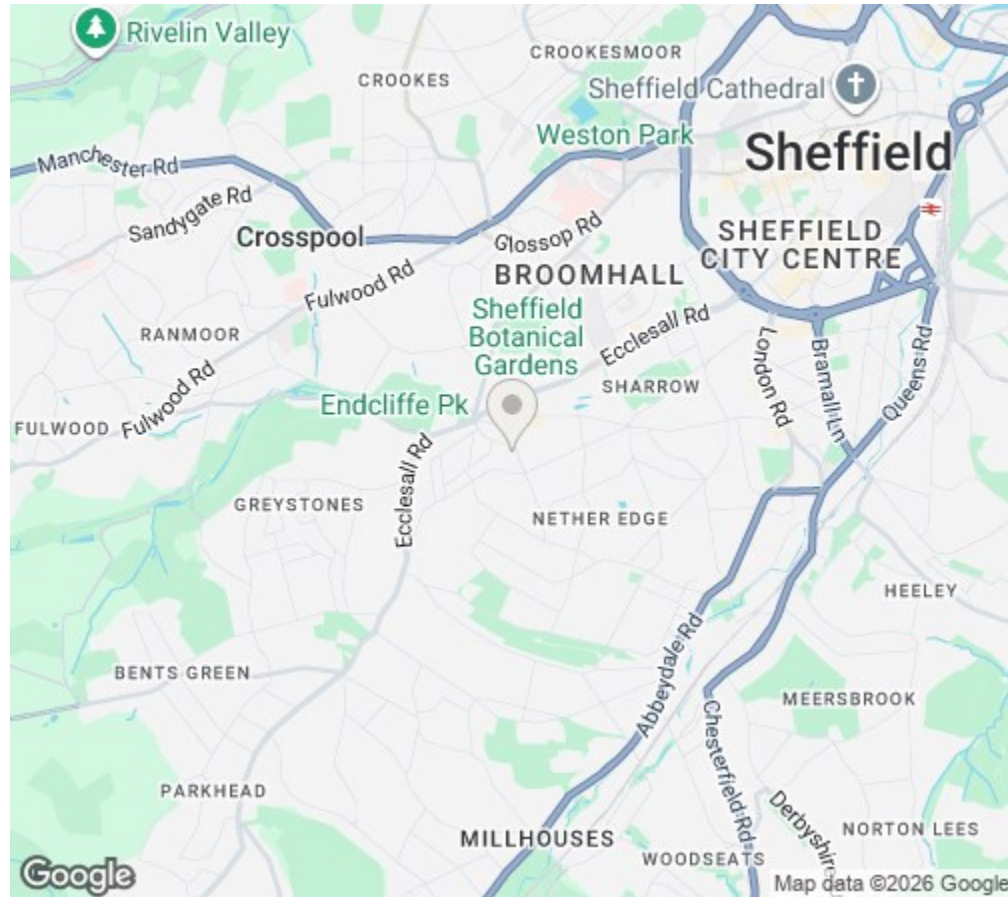 Rivelin Valley
CROOKESMOOR
CROOKES
Sheffield Cathedral
Weston Park
Sheffield
Manchester Rd
Sandygate Rd
Crosspool
Glossop Rd
SHEFFIELD
CITY CENTRE
BROOMHALL
Fulwood Rd
Sheffield
Botanical
Gardens
Ecclesall Rd
RANMOOR
London Rd
Bramall Ln
Queens Rd
Fulwood Rd
SHARROW
Endcliffe Pk
FULWOOD
Ecclesall Rd
GREYSTONES
NETHER EDGE
HEELEY
Abbeydale Rd
BENTS GREEN
MEERSBROOK
Chesterfield Rd
PARKHEAD
Derbyshire
MILLHOUSES
NORTON LEES
WOODSEATS
Google
Map data ©2026 Google